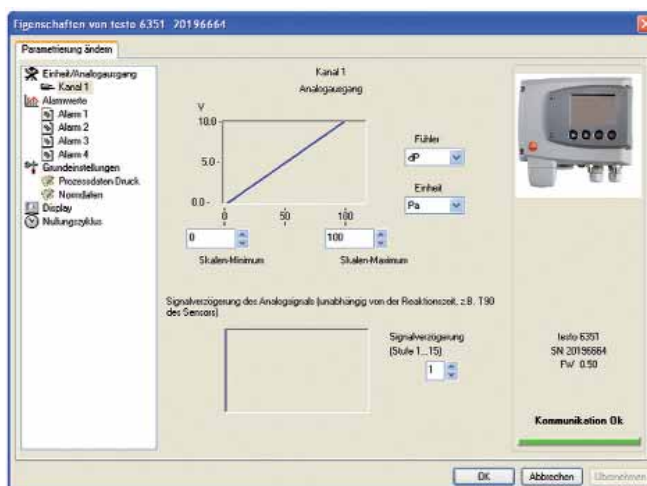 Eigenschaften von testo 6351 20196664
Parametrierung ändern
Einheit/Analogausgang
Kanal 1
Alarmwerte
Alarm 1
Alarm 2
Alarm 3
Alarm 4
Grundeinstellungen
Prozessdaten Druck
Normdaten
Display
Nullungszyklus
Kanal 1
Analogausgang
V
10.0
5.0
0.0
0 50 100
0
100
Skalen-Minimum
Skalen-Maximum
Fühler
dP
Einheit
Pa
Signalverzögerung des Analogsignals (unabhängig von der Reaktionszeit, z.B. T90
des Sensors)
Signalverzögerung
(Stufe 1...15)
1
testo 6351
SN 20196664
FW 0.50
Kommunikation Ok
OK
Abbrechen
Übernehmen